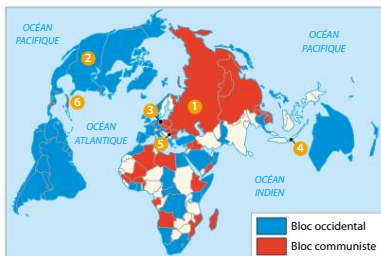 OCÉAN
PACIFIQUE
2
6
OCÉAN
ATLANTIQUE
3
1
5
OCÉAN
PACIFIQUE
4
OCÉAN
INDIEN
Bloc occidental
Bloc communiste